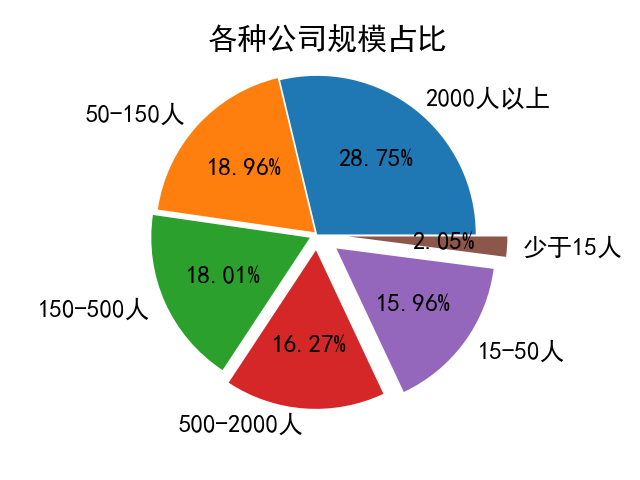 各种公司规模占比
2000人以上
28.75%
50-150人
18.96%
150-500人
18.01%
500-2000人
16.27%
15-50人
15.96%
少于15人
2.05%